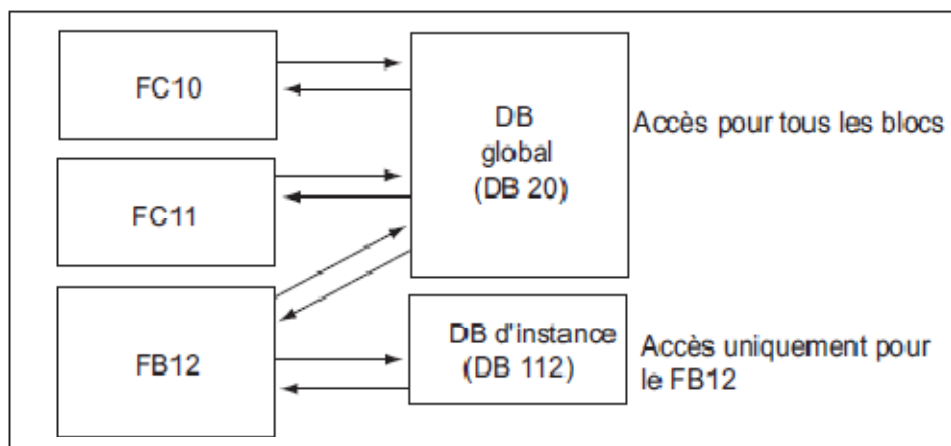 FC10
DB
global
(DB 20)
Accès pour tous les blocs
FC11
FB12
DB d'instance
(DB 112)
Accès uniquement pour
le FB12